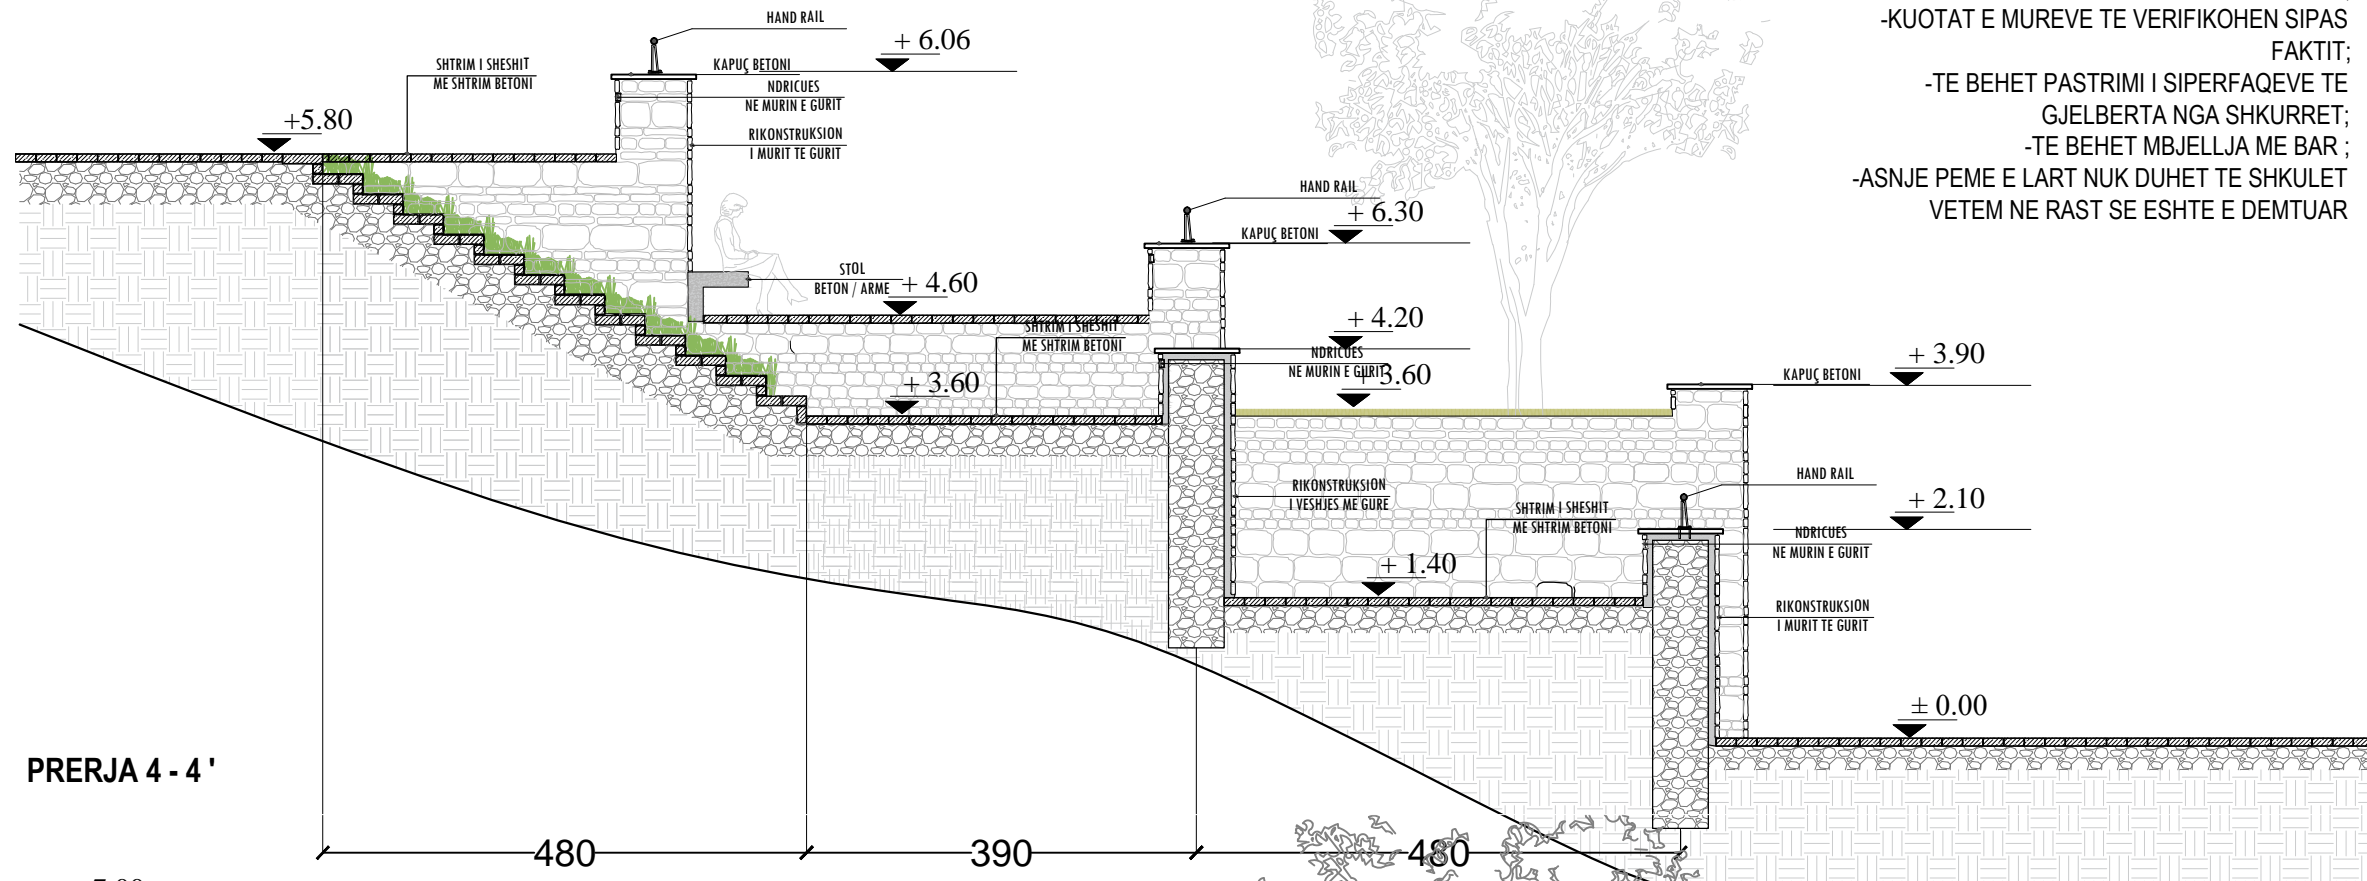 -KUOTAT E MUREVE TE VERIFIKOHEN SIPAS
FAKTIT;
-TE BEHET PASTRIMI I SIPERFAQEVE TE
GJELBERTA NGA SHKURRET;
-TE BEHET MBJELLJA ME BAR ;
-ASNJE PEME E LART NUK DUHET TE SHKULET
VETEM NE RAST SE ESHTE E DEMTUAR
HAND RAIL
+ 6.06
KAPUÇ BETONI
SHTRIM I SHESHIT
ME SHTRIM BETONI
NDRICUES
NE MURIN E GURIT
+5.80
RIKONSTRUKSION
I MURIT TE GURIT
HAND RAIL
+ 6.30
KAPUÇ BETONI
STOL
BETON / ARME
+ 4.60
SHTRIM I SHESHIT
ME SHTRIM BETONI
+ 4.20
NDRICUES
NE MURIN E GURIT
+ 3.60
+ 3.60
+ 3.90
KAPUÇ BETONI
HAND RAIL
+ 2.10
RIKONSTRUKSION
I VESHJES ME GURE
SHTRIM I SHESHIT
ME SHTRIM BETONI
NDRICUES
NE MURIN E GURIT
+ 1.40
RIKONSTRUKSION
I MURIT TE GURIT
± 0.00
PRERJA 4 - 4 '
480
390
480